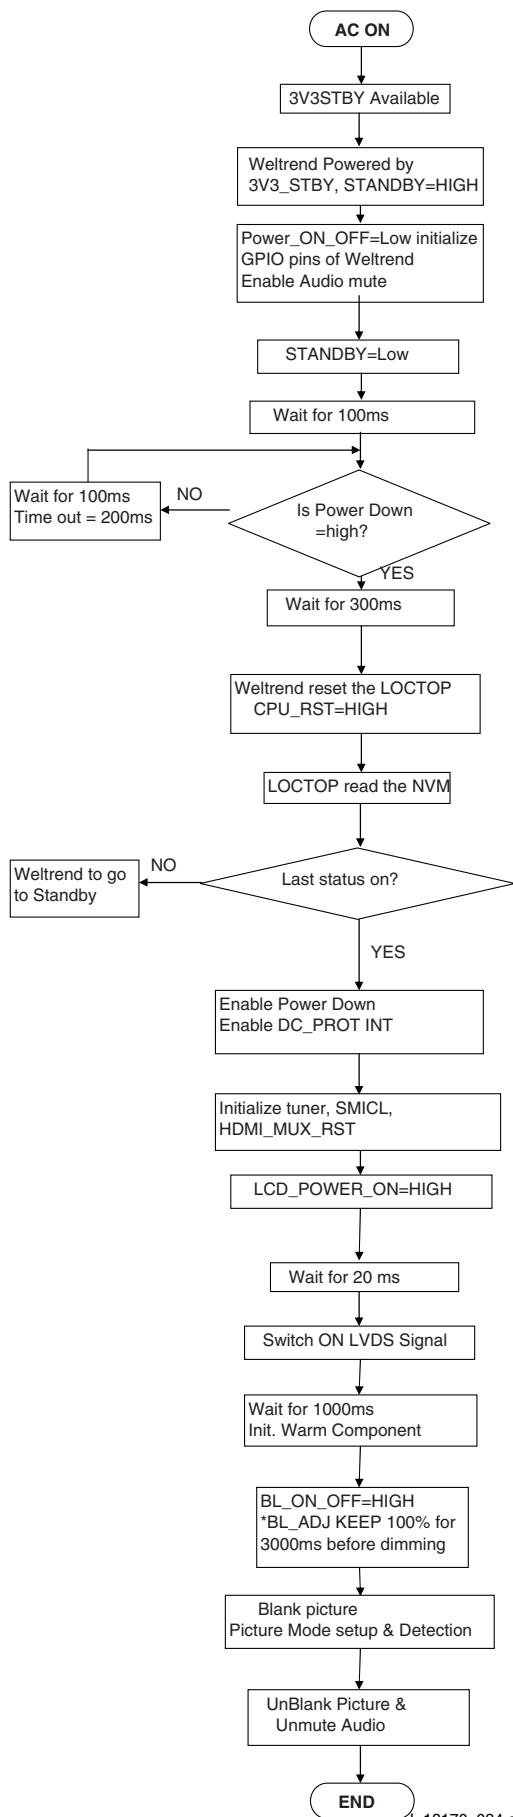 AC ON
3V3STBY Available
Weltrend Powered by
3V3_STBY, STANDBY=HIGH
Power_ON_OFF=Low initialize
GPIO pins of Weltrend
Enable Audio mute
STANDBY=Low
Wait for 100ms
Wait for 100ms
Time out = 200ms
NO
Is Power Down
=high?
YES
Wait for 300ms
Weltrend reset the LOCTOP
CPU_RST=HIGH
LOCTOP read the NVM
Weltrend to go
to Standby
NO
Last status on?
YES
Enable Power Down
Enable DC_PROT INT
Initialize tuner, SMICL,
HDMI_MUX_RST
LCD_POWER_ON=HIGH
Wait for 20 ms
Switch ON LVDS Signal
Wait for 1000ms
Init. Warm Component
BL_ON_OFF=HIGH
*BL_ADJ KEEP 100% for
3000ms before dimming
Blank picture
Picture Mode setup & Detection
UnBlank Picture &
Unmute Audio
END